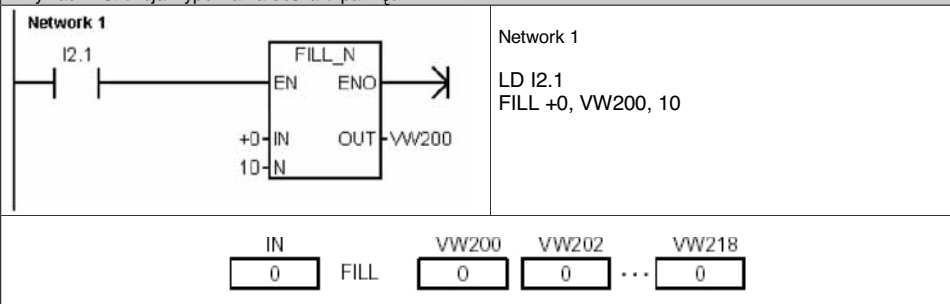 Network 1
I2.1
FILL_N
EN ENO
+0 IN OUT VW200
10 N
Network 1
LD I2.1
FILL +0, VW200, 10
IN VW200 VW202 VW218
0 FILL 0 0 ... 0